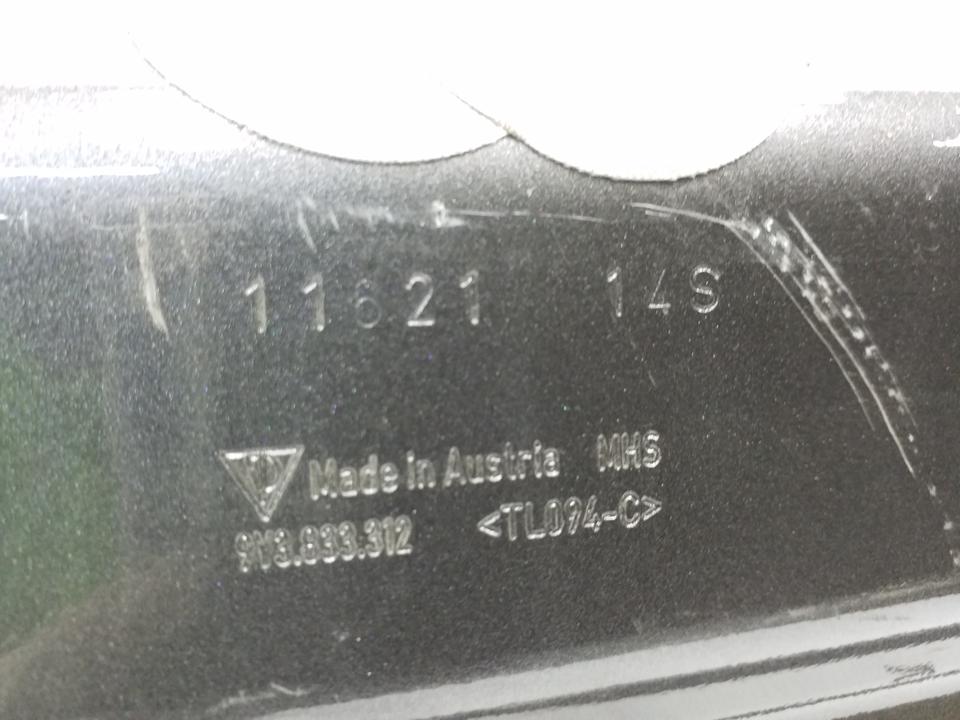 11621 14S
Made in Austria MHS
9Y3.833.312 <TL094-C>